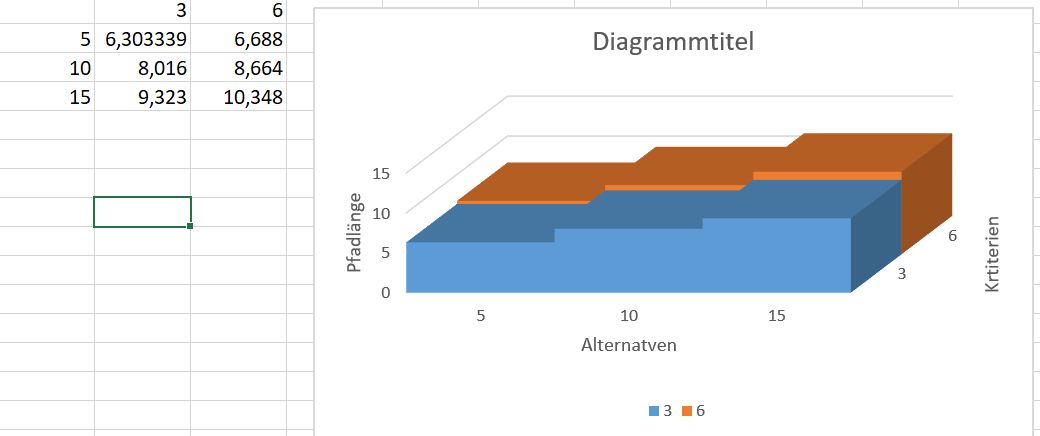 3 6
5 6,303339 6,688
10 8,016 8,664
15 9,323 10,348
Diagrammtitel
15
10
5
0
Pfadlänge
5 10 15
Alternatven
3
6
Krtiterien
3 6